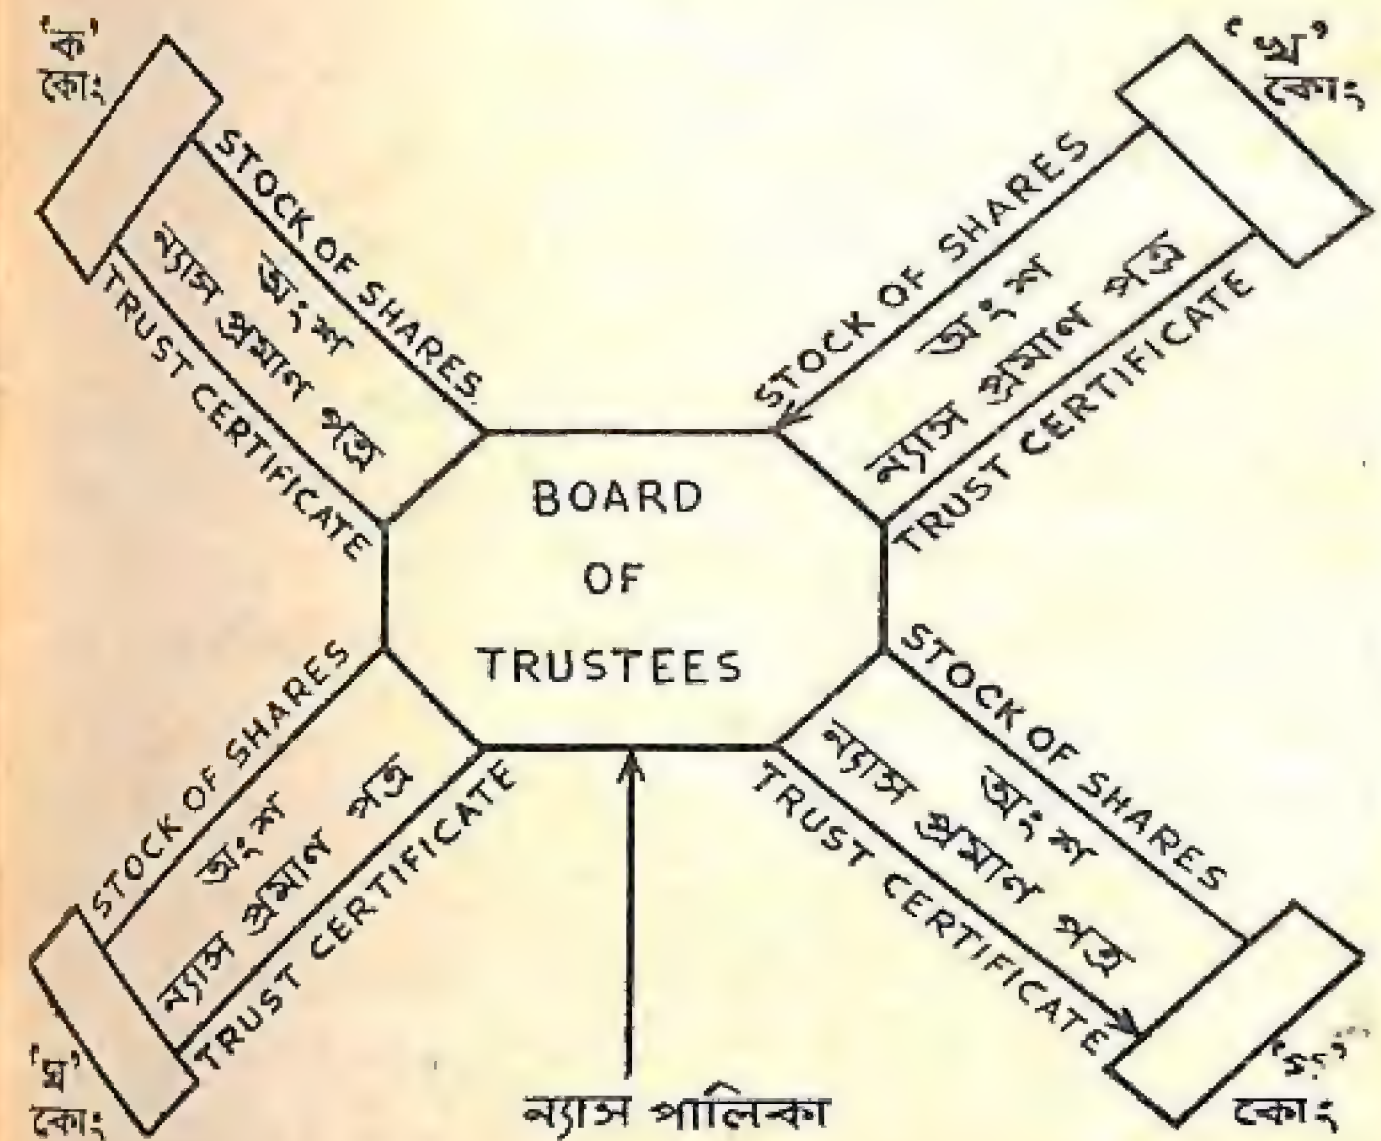 'ক'
কোং
'খ'
কোং
STOCK OF SHARES
অংশ
ন্যাস প্রমাণ পত্র
TRUST CERTIFICATE
STOCK OF SHARES
অংশ
ন্যাস প্রমাণ পত্র
TRUST CERTIFICATE
BOARD
OF
TRUSTEES
STOCK OF SHARES
অংশ
ন্যাস প্রমাণ পত্র
TRUST CERTIFICATE
STOCK OF SHARES
অংশ
ন্যাস প্রমাণ পত্র
TRUST CERTIFICATE
'ঘ'
কোং
ন্যাস পালিকা
কোং